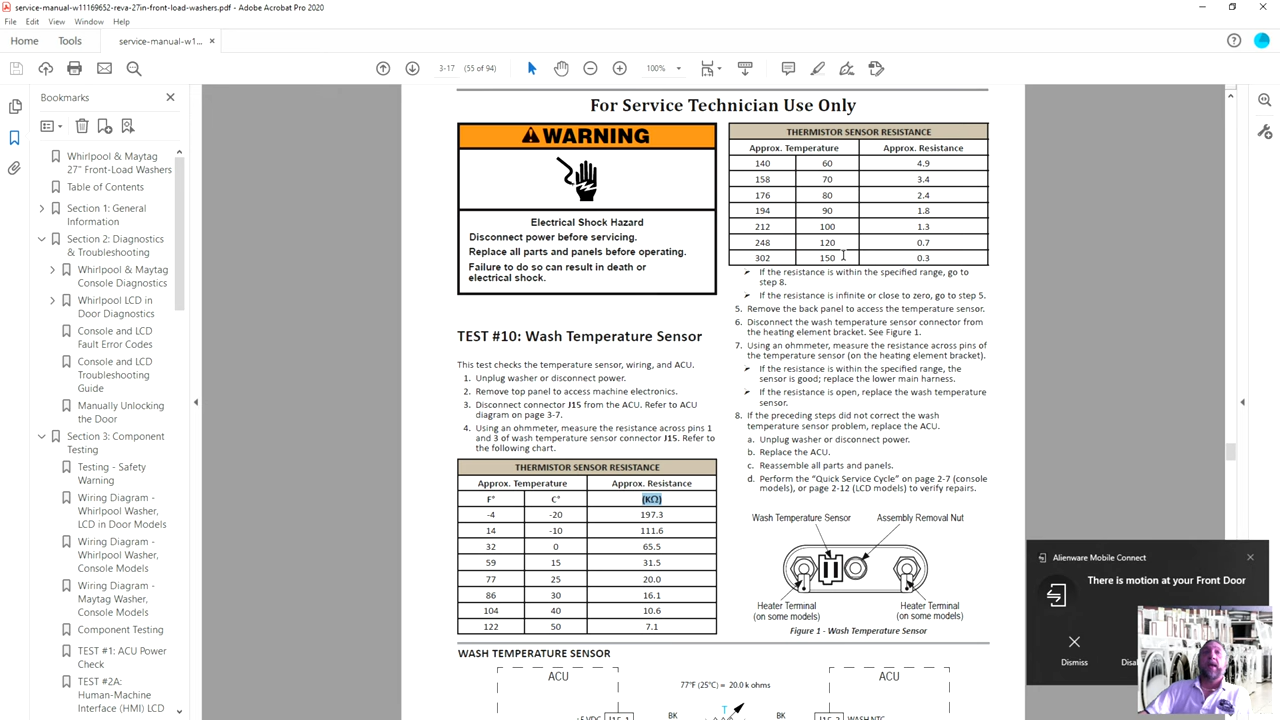 service-manual-w11169652-reva-27in-front-load-washers.pdf - Adobe Acrobat Pro 2020
File Edit View Window Help
Home Tools service-manual-w1... ×
3-17 (55 of 94) 100%
Bookmarks
Whirlpool & Maytag
27" Front-Load Washers
Table of Contents
Section 1: General
Information
Section 2: Diagnostics
& Troubleshooting
Whirlpool & Maytag
Console Diagnostics
Whirlpool LCD in
Door Diagnostics
Console and LCD
Fault Error Codes
Console and LCD
Troubleshooting
Guide
Manually Unlocking
the Door
Section 3: Component
Testing
Testing - Safety
Warning
Wiring Diagram -
Whirlpool Washer,
LCD in Door Models
Wiring Diagram -
Whirlpool Washer,
Console Models
Wiring Diagram -
Maytag Washer,
Console Models
Component Testing
TEST #1: ACU Power
Check
TEST #2A:
Human-Machine
Interface (HMI) LCD
For Service Technician Use Only
WARNING
Electrical Shock Hazard
Disconnect power before servicing.
Replace all parts and panels before operating.
Failure to do so can result in death or
electrical shock.
TEST #10: Wash Temperature Sensor
This test checks the temperature sensor, wiring, and ACU.
1. Unplug washer or disconnect power.
2. Remove top panel to access machine electronics.
3. Disconnect connector J15 from the ACU. Refer to ACU
diagram on page 3-7.
4. Using an ohmmeter, measure the resistance across pins 1
and 3 of wash temperature sensor connector J15. Refer to
the following chart.
THERMISTOR SENSOR RESISTANCE
Approx. Temperature Approx. Resistance
F° C° (KΩ)
-4 -20 197.3
14 -10 111.6
32 0 65.5
59 15 31.5
77 25 20.0
86 30 16.1
104 40 10.6
122 50 7.1
THERMISTOR SENSOR RESISTANCE
Approx. Temperature Approx. Resistance
140 60 4.9
158 70 3.4
176 80 2.4
194 90 1.8
212 100 1.3
248 120 0.7
302 150 0.3
➢ If the resistance is within the specified range, go to
step 8.
➢ If the resistance is infinite or close to zero, go to step 5.
5. Remove the back panel to access the temperature sensor.
6. Disconnect the wash temperature sensor connector from
the heating element bracket. See Figure 1.
7. Using an ohmmeter, measure the resistance across pins of
the temperature sensor (on the heating element bracket).
➢ If the resistance is within the specified range, the
sensor is good; replace the lower main harness.
➢ If the resistance is open, replace the wash temperature
sensor.
8. If the preceding steps did not correct the wash
temperature sensor problem, replace the ACU.
a. Unplug washer or disconnect power.
b. Replace the ACU.
c. Reassemble all parts and panels.
d. Perform the “Quick Service Cycle” on page 2-7 (console
models), or page 2-12 (LCD models) to verify repairs.
Wash Temperature Sensor Assembly Removal Nut
Heater Terminal Heater Terminal
(on some models) (on some models)
Figure 1 - Wash Temperature Sensor
WASH TEMPERATURE SENSOR
ACU ACU
77°F (25°C) = 20.0 k ohms
T
BK BK
Alienware Mobile Connect
There is motion at your Front Door
Dismiss